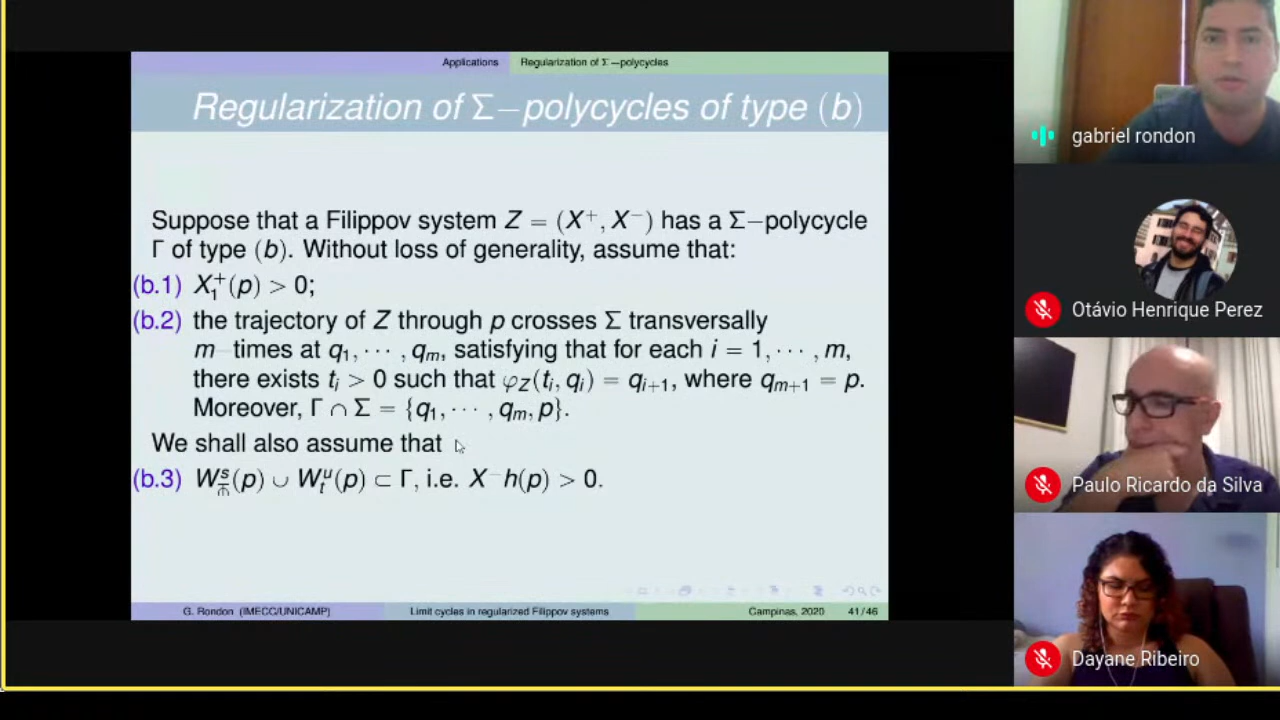 Applications Regularization of Σ−polycycles
Regularization of Σ−polycycles of type (b)
Suppose that a Filippov system Z = (X⁺, X⁻) has a Σ−polycycle
Γ of type (b). Without loss of generality, assume that:
(b.1) X₁⁺(p) > 0;
(b.2) the trajectory of Z through p crosses Σ transversally
m−times at q₁, ⋯ , qₘ, satisfying that for each i = 1, ⋯ , m,
there exists tᵢ > 0 such that φ_Z(tᵢ, qᵢ) = qᵢ₊₁, where qₘ₊₁ = p.
Moreover, Γ ∩ Σ = {q₁, ⋯ , qₘ, p}.
We shall also assume that
(b.3) W^s_⋔(p) ∪ W^u_t(p) ⊂ Γ, i.e. X⁻h(p) > 0.
G. Rondon (IMECC/UNICAMP) Limit cycles in regularized Filippov systems Campinas, 2020 41/46
gabriel rondon
Otávio Henrique Perez
Paulo Ricardo da Silva
Dayane Ribeiro